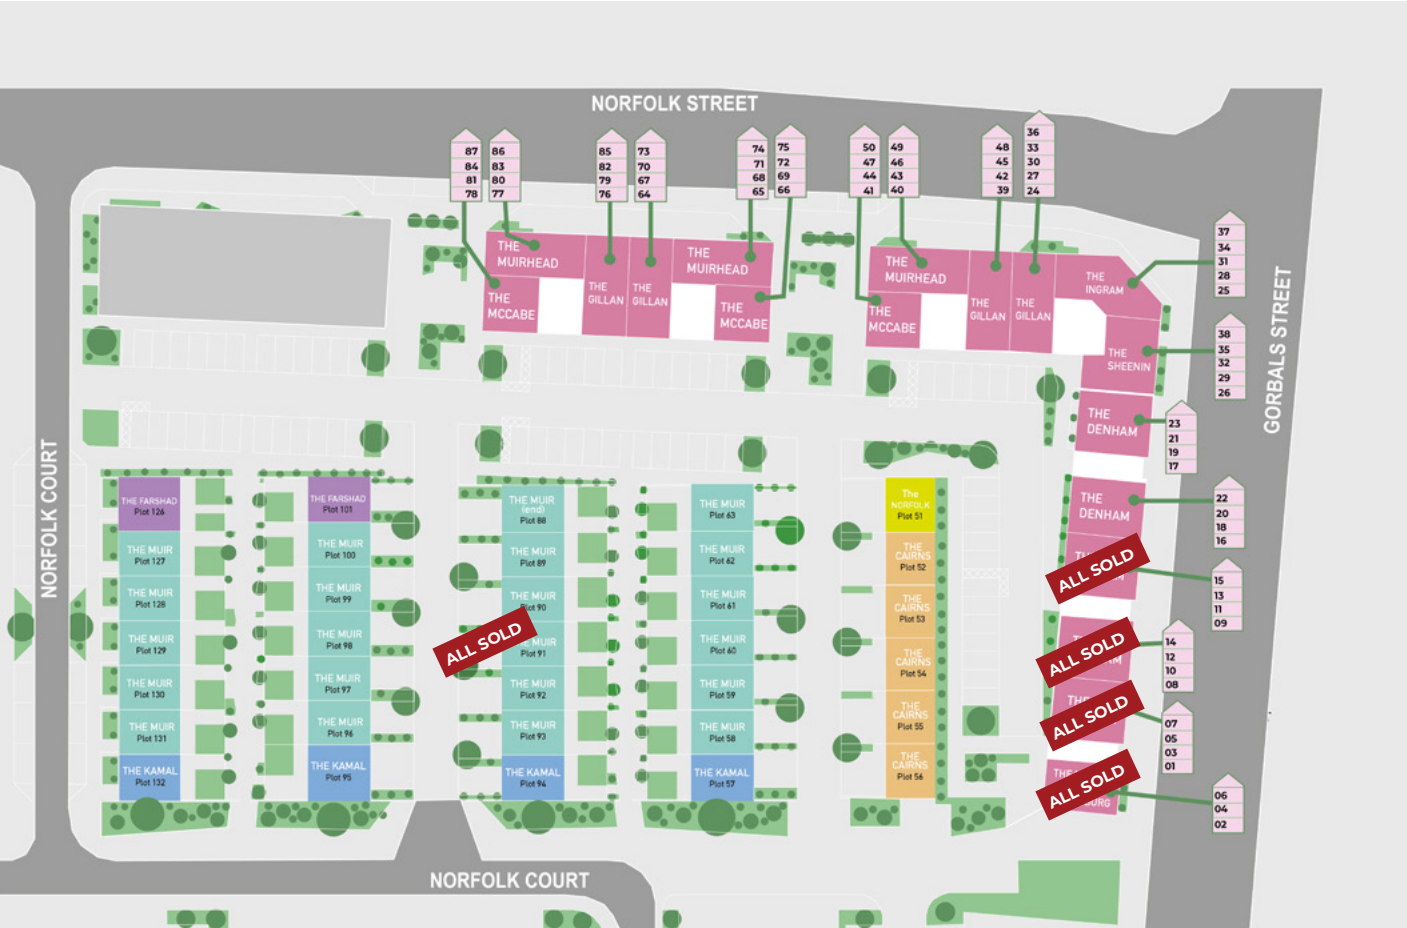 NORFOLK STREET
87
84
81
78
86
83
80
77
85
82
79
76
73
70
67
64
74
71
68
65
75
72
69
66
50
47
44
41
49
46
43
40
48
45
42
39
36
33
30
27
24
37
34
31
28
25
38
35
32
29
26
23
21
19
17
22
20
18
16
15
13
11
09
14
12
10
08
07
05
03
01
06
04
02
GORBALS STREET
THE
MUIRHEAD
THE
MCCABE
THE
GILLAN
THE
GILLAN
THE
MUIRHEAD
THE
MCCABE
THE
MUIRHEAD
THE
MCCABE
THE
GILLAN
THE
GILLAN
THE
INGRAM
THE
SHEENIN
THE
DENHAM
THE
DENHAM
ALL SOLD
ALL SOLD
THE
ALL SOLD
THE
ALL SOLD
NORFOLK COURT
THE FARSHAD
Plot 126
THE MUIR
Plot 127
THE MUIR
Plot 128
THE MUIR
Plot 129
THE MUIR
Plot 130
THE MUIR
Plot 131
THE KAMAL
Plot 132
THE FARSHAD
Plot 101
THE MUIR
Plot 100
THE MUIR
Plot 99
THE MUIR
Plot 98
THE MUIR
Plot 97
THE MUIR
Plot 96
THE KAMAL
Plot 95
THE MUIR
(end)
Plot 88
THE MUIR
Plot 89
THE MUIR
Plot 90
ALL SOLD
MUIR
Plot 91
THE MUIR
Plot 92
THE MUIR
Plot 93
THE KAMAL
Plot 94
THE MUIR
Plot 63
THE MUIR
Plot 62
THE MUIR
Plot 61
THE MUIR
Plot 60
THE MUIR
Plot 59
THE MUIR
Plot 58
THE KAMAL
Plot 57
The
NORFOLK
Plot 51
THE
CAIRNS
Plot 52
THE
CAIRNS
Plot 53
THE
CAIRNS
Plot 54
THE
CAIRNS
Plot 55
THE
CAIRNS
Plot 56
NORFOLK COURT